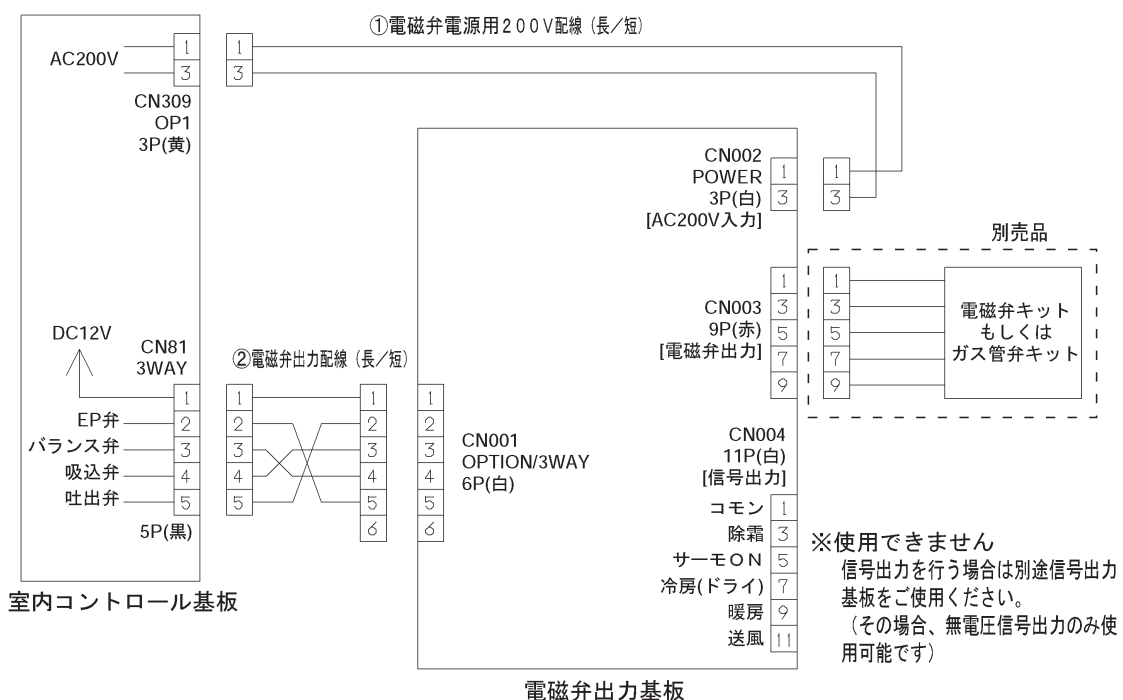 ①電磁弁電源用200V配線（長／短）
AC200V
1
3
1
3
CN309
OP1
3P(黄)
CN002
POWER
3P(白)
[AC200V入力]
1
3
1
3
別売品
CN003
9P(赤)
[電磁弁出力]
1
3
5
7
9
1
3
5
7
9
電磁弁キット
もしくは
ガス管弁キット
DC12V
CN81
3WAY
EP弁
バランス弁
吸込弁
吐出弁
1
2
3
4
5
5P(黒)
室内コントロール基板
②電磁弁出力配線（長／短）
1
2
3
4
5
1
2
3
4
5
6
1
2
3
4
5
6
CN001
OPTION/3WAY
6P(白)
CN004
11P(白)
[信号出力]
コモン 1
除霜 3
サーモON 5
冷房(ドライ) 7
暖房 9
送風 11
※使用できません
信号出力を行う場合は別途信号出力
基板をご使用ください。
（その場合、無電圧信号出力のみ使
用可能です）
電磁弁出力基板